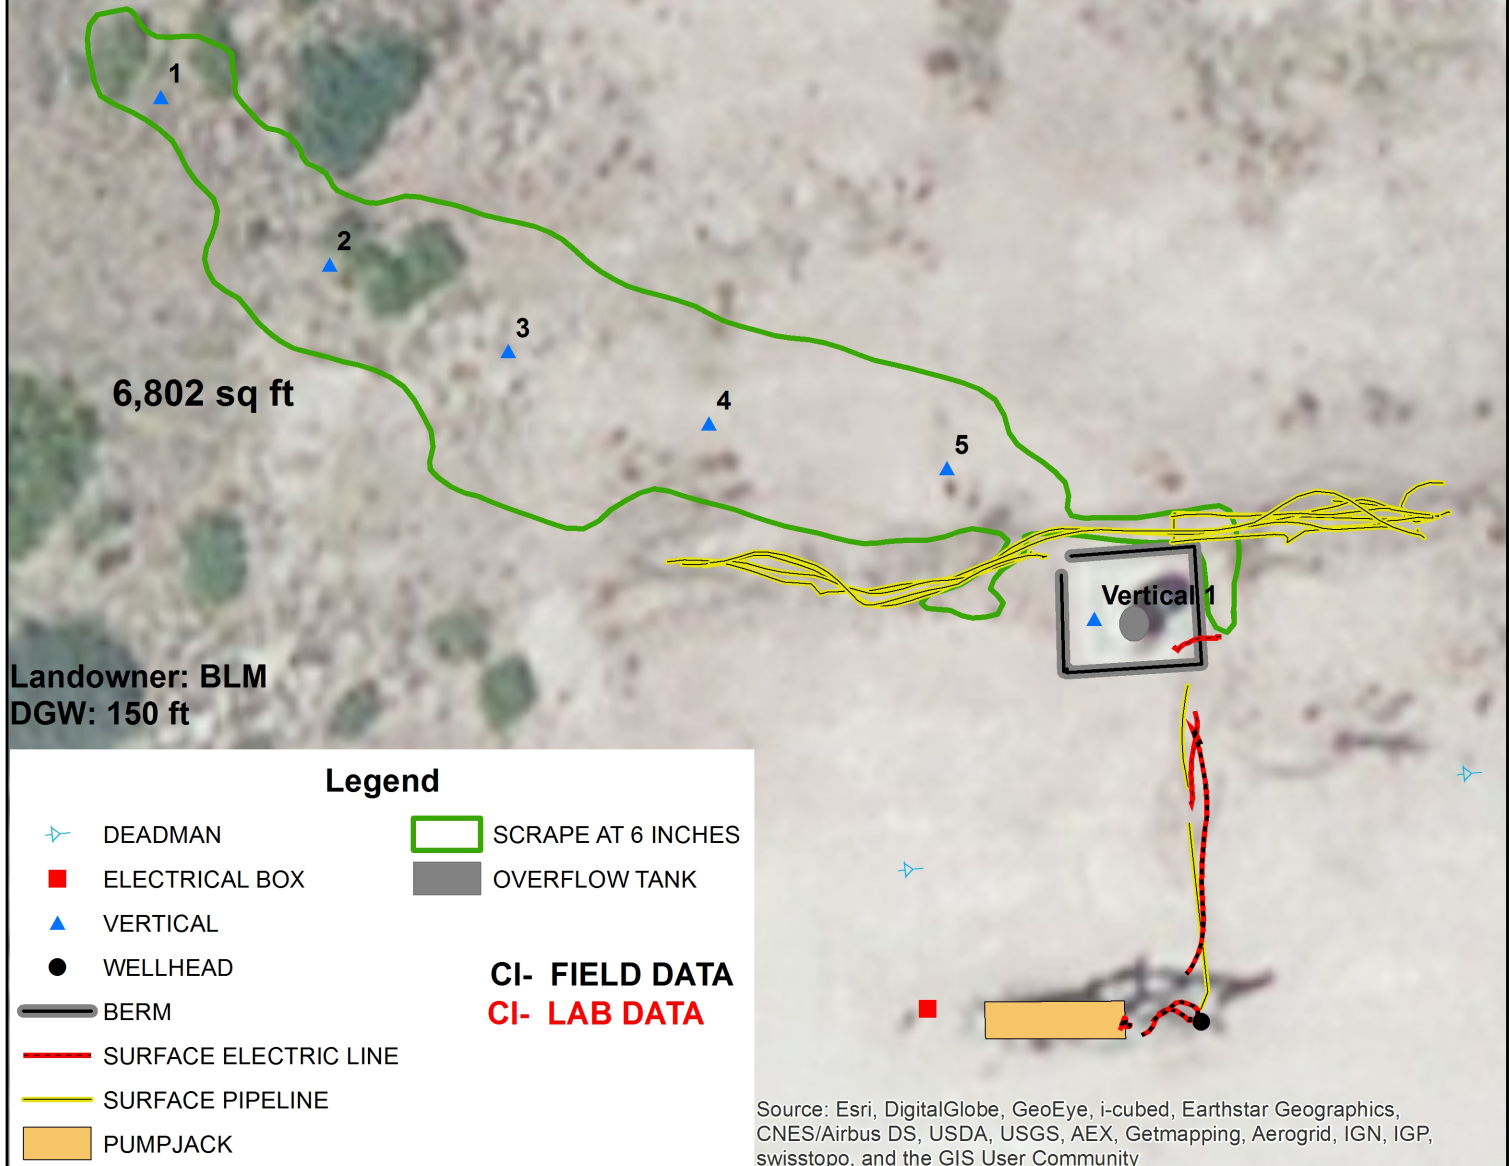 1
2
3
6,802 sq ft
4
5
Vertical 1
Landowner: BLM
DGW: 150 ft
Legend
DEADMAN
ELECTRICAL BOX
VERTICAL
WELLHEAD
BERM
SURFACE ELECTRIC LINE
SURFACE PIPELINE
PUMPJACK
SCRAPE AT 6 INCHES
OVERFLOW TANK
Cl- FIELD DATA
Cl- LAB DATA
Source: Esri, DigitalGlobe, GeoEye, i-cubed, Earthstar Geographics,
CNES/Airbus DS, USDA, USGS, AEX, Getmapping, Aerogrid, IGN, IGP,
swisstopo, and the GIS User Community